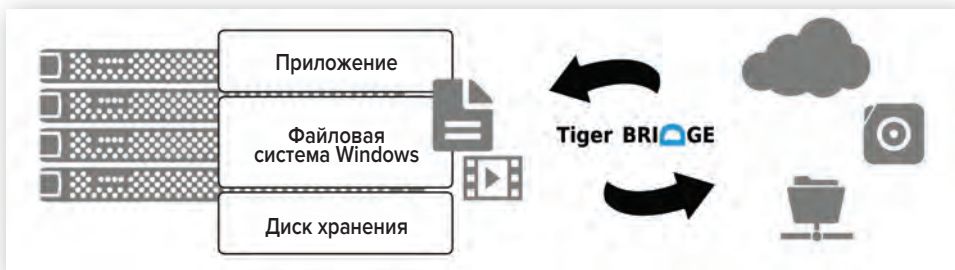 Приложение
Файловая
система Windows
Диск хранения
Tiger BRIDGE